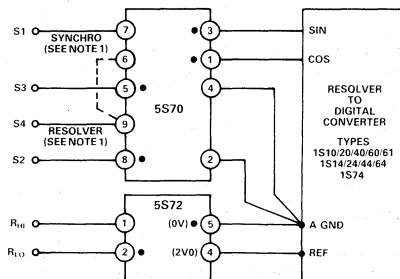 S1
SYNCHRO
(SEE NOTE 1)
7
3
SIN
6
1
COS
S3
5
4
5S70
S4
RESOLVER
(SEE NOTE 1)
9
S2
8
2
RESOLVER
TO
DIGITAL
CONVERTER
TYPES
1S10/20/40/60/61
1S14/24/44/64
1S74
5S72
RHI
1
(0V)
5
A GND
RLO
2
(2V0)
4
REF